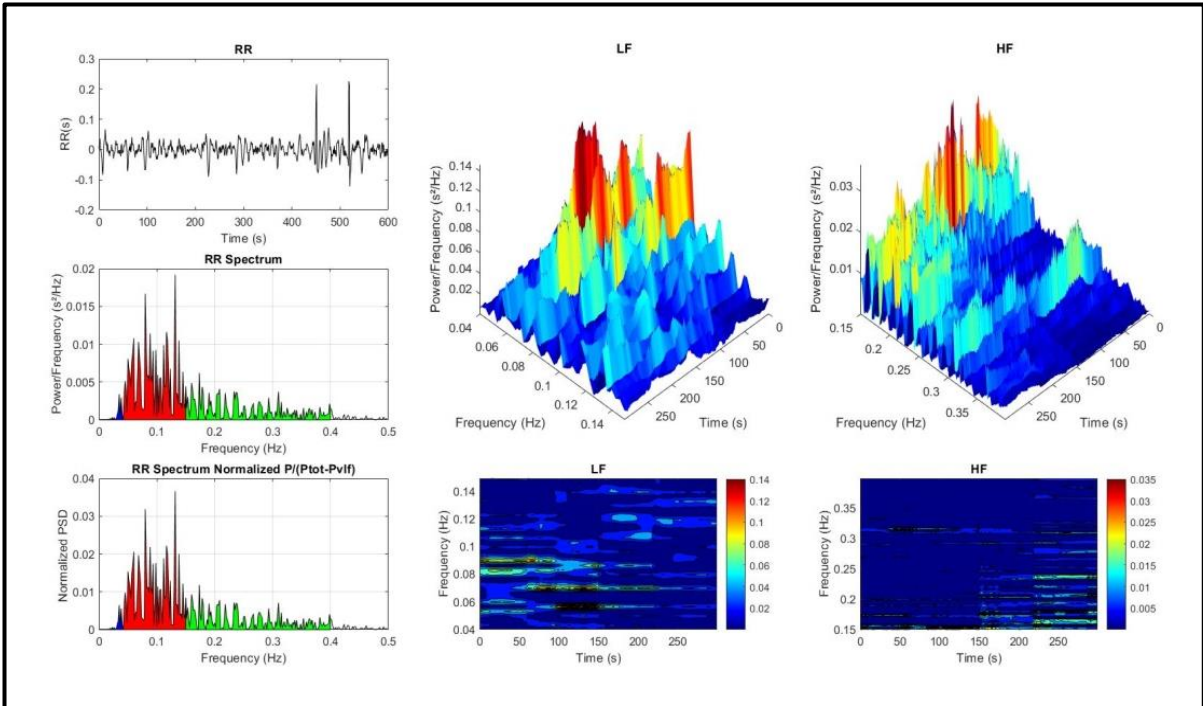 RR
0.3
0.2
0.1
0
-0.1
-0.2
RR(s)
0 100 200 300 400 500 600
Time (s)
RR Spectrum
0.02
0.015
0.01
0.005
0
Power/Frequency (s²/Hz)
0 0.1 0.2 0.3 0.4 0.5
Frequency (Hz)
RR Spectrum Normalized P/(Ptot-Pvlf)
0.04
0.03
0.02
0.01
0
Normalized PSD
0 0.1 0.2 0.3 0.4 0.5
Frequency (Hz)
LF
0.14
0.12
0.1
0.08
0.06
0.04
0.02
Power/Frequency (s²/Hz)
0.04
0.06
0.08
0.1
0.12
0.14
Frequency (Hz)
0
50
100
150
200
250
Time (s)
HF
0.03
0.02
0.01
Power/Frequency (s²/Hz)
0.15
0.2
0.25
0.3
0.35
Frequency (Hz)
0
50
100
150
200
250
Time (s)
LF
0.14
0.12
0.1
0.08
0.06
0.04
Frequency (Hz)
0 50 100 150 200 250
Time (s)
0.14
0.12
0.1
0.08
0.06
0.04
0.02
HF
0.35
0.3
0.25
0.2
0.15
Frequency (Hz)
0 50 100 150 200 250
Time (s)
0.035
0.03
0.025
0.02
0.015
0.01
0.005